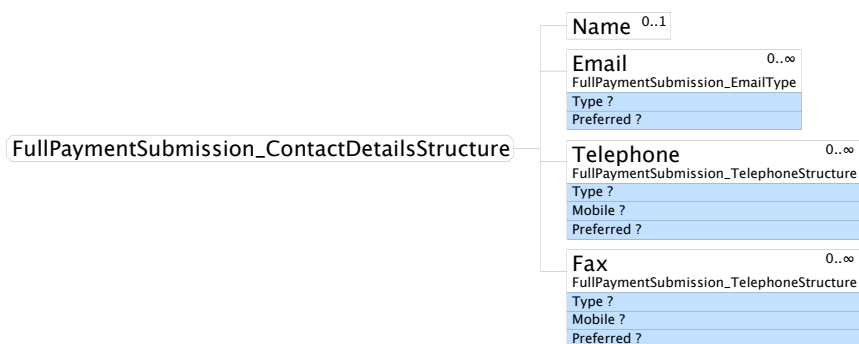 Name 0..1
Email 0..∞
FullPaymentSubmission_EmailType
Type ?
Preferred ?
FullPaymentSubmission_ContactDetailsStructure
Telephone 0..∞
FullPaymentSubmission_TelephoneStructure
Type ?
Mobile ?
Preferred ?
Fax 0..∞
FullPaymentSubmission_TelephoneStructure
Type ?
Mobile ?
Preferred ?